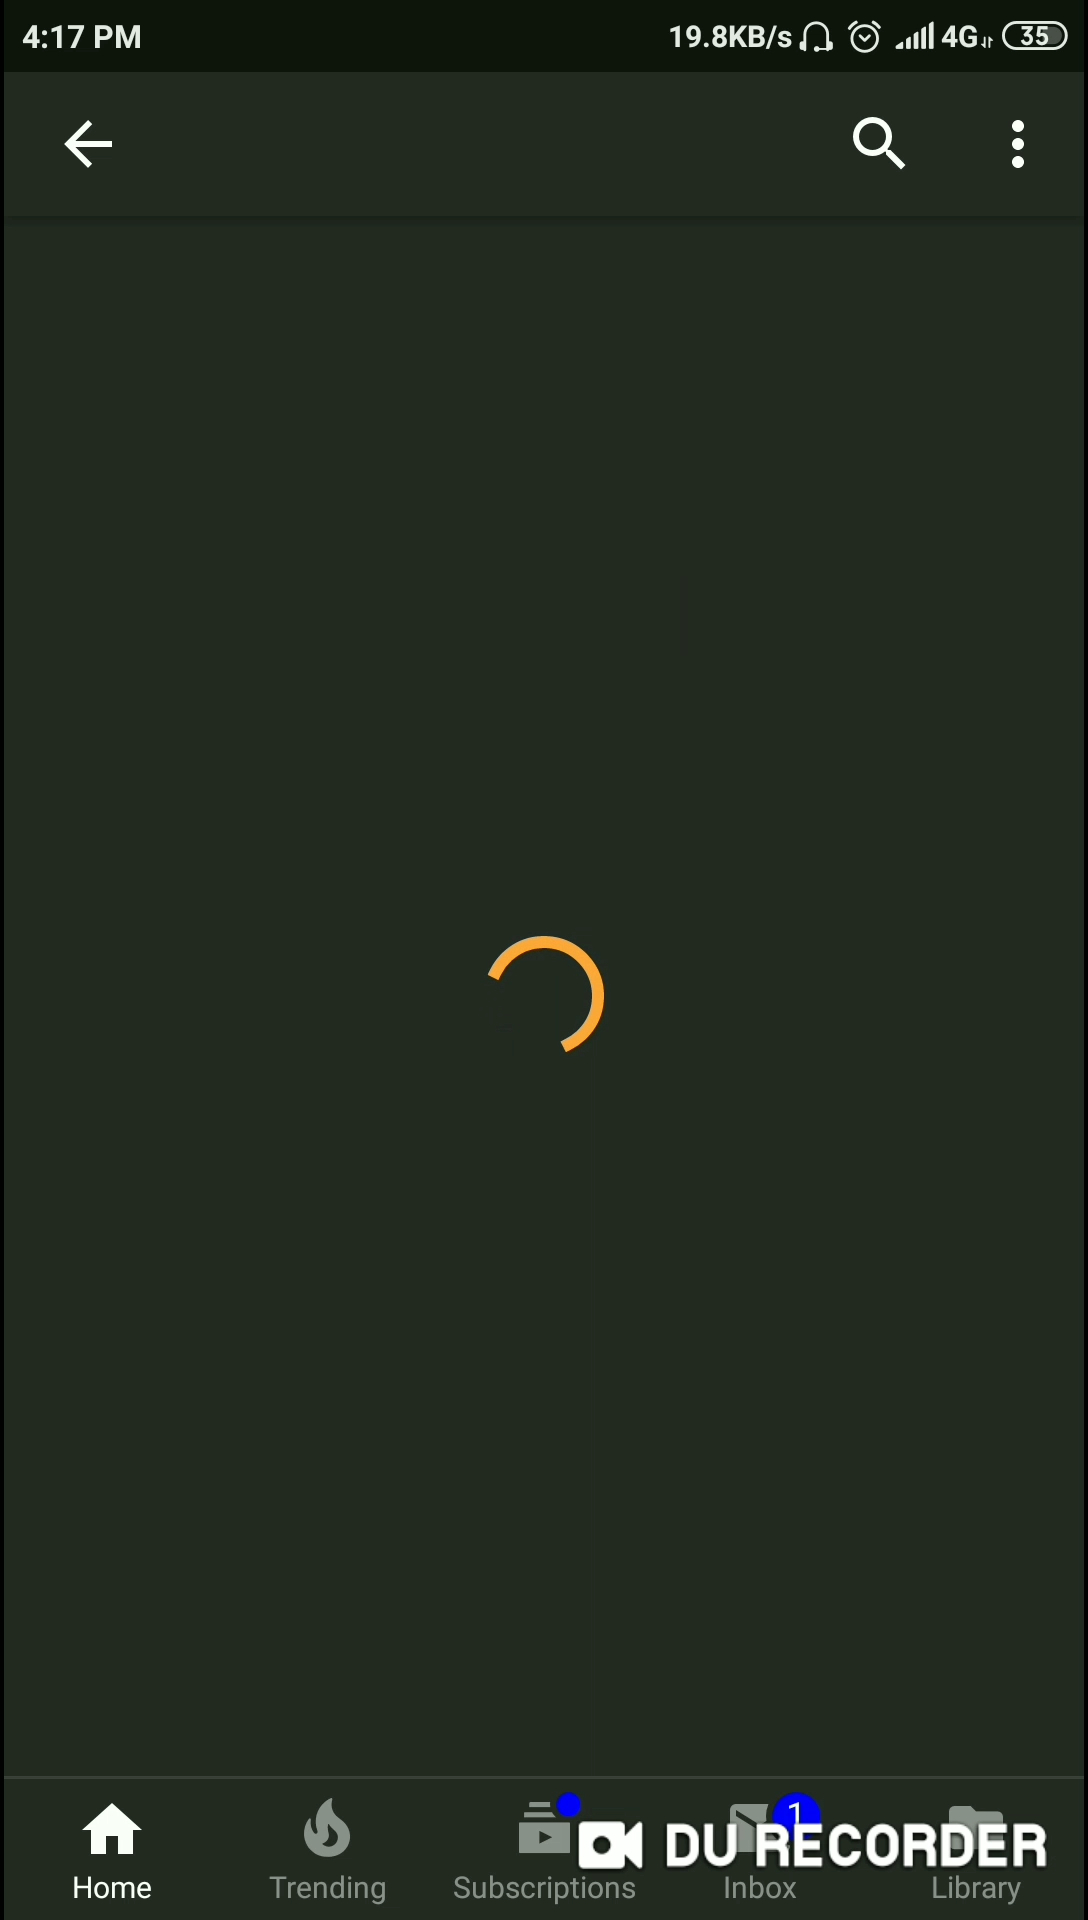 4:17 PM
19.8KB/s 4G 35
1
DU RECORDER
Home Trending Subscriptions Inbox Library